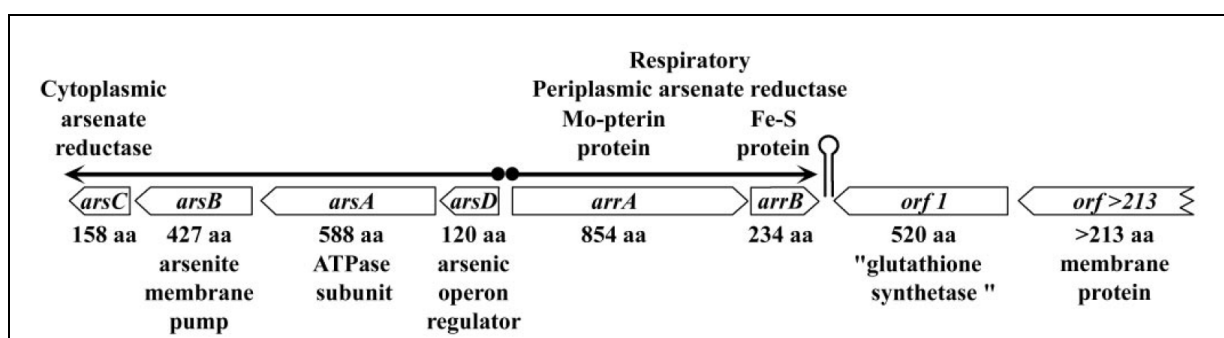 Respiratory
Cytoplasmic Periplasmic arsenate reductase
arsenate Mo-pterin Fe-S
reductase protein protein
arsC arsB arsA arsD arrA arrB orf 1 orf >213
158 aa 427 aa 588 aa 120 aa 854 aa 234 aa 520 aa >213 aa
arsenite ATPase arsenic "glutathione membrane
membrane subunit operon synthetase " protein
pump regulator